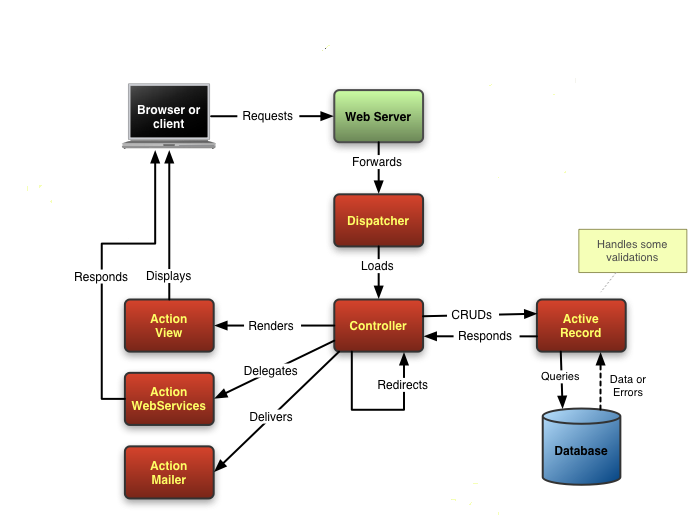 Browser or
client
Requests
Web Server
Forwards
Dispatcher
Handles some
validations
Loads
Responds
Displays
Action
View
Renders
Controller
CRUDs
Responds
Active
Record
Delegates
Redirects
Queries
Data or
Errors
Action
WebServices
Delivers
Action
Mailer
Database